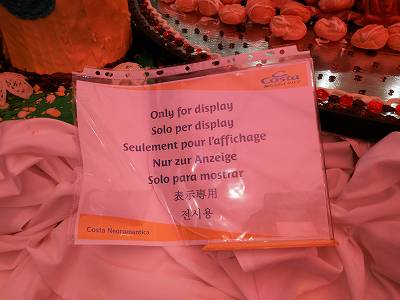 Costa
Only for display
Solo per display
Seulement pour l'affichage
Nur zur Anzeige
Solo para mostrar
表示專用
전시용
Costa Neoromantica